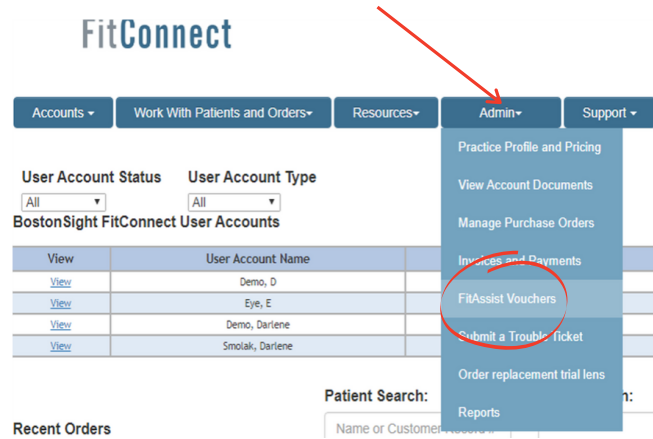 FitConnect
Accounts Work With Patients and Orders Resources Admin Support
Practice Profile and Pricing
User Account Status User Account Type
View Account Documents
All All
BostonSight FitConnect User Accounts
Manage Purchase Orders
View User Account Name
Invoices and Payments
View Demo, D
View Eye, E
FitAssist Vouchers
View Demo, Darlene
View Smolak, Darlene
Submit a Trouble Ticket
Order replacement trial lens
Patient Search:
Recent Orders
Name or Customer
Reports